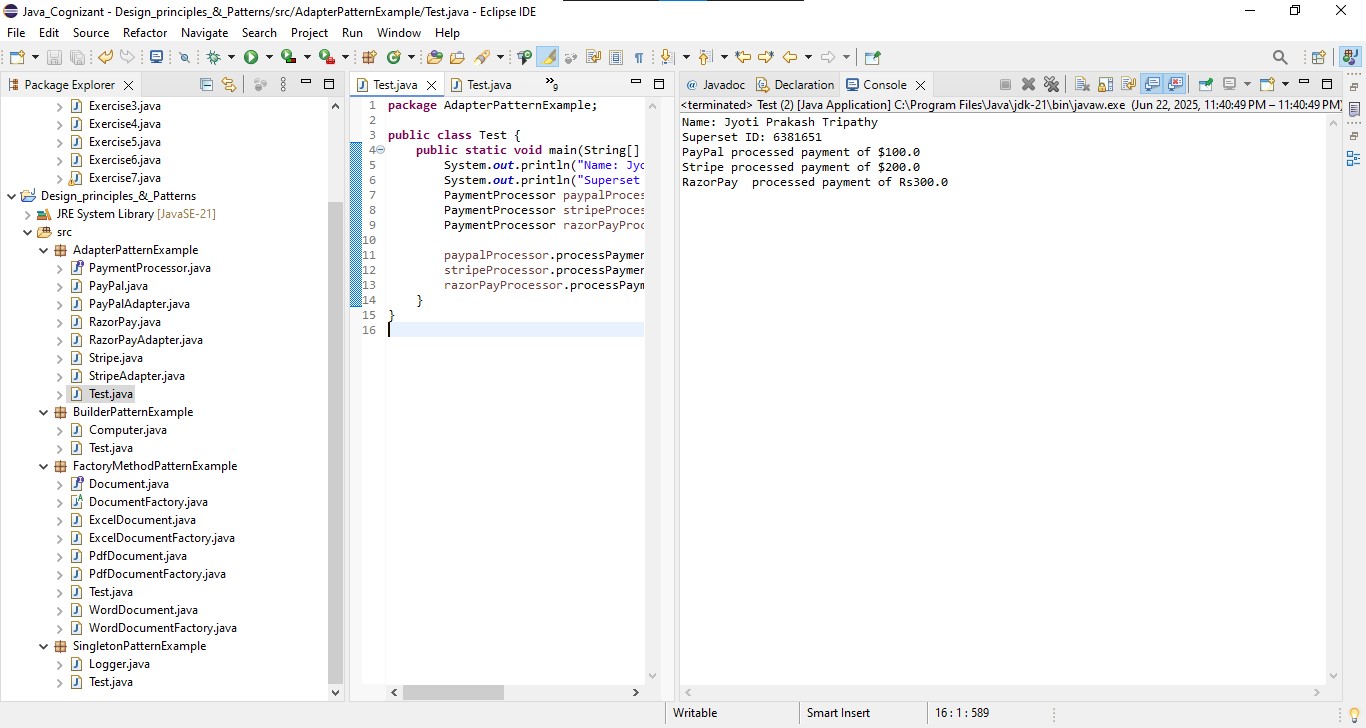 Java_Cognizant - Design_principles_&_Patterns/src/AdapterPatternExample/Test.java - Eclipse IDE
File Edit Source Refactor Navigate Search Project Run Window Help
Package Explorer
Exercise3.java
Exercise4.java
Exercise5.java
Exercise6.java
Exercise7.java
Design_principles_&_Patterns
JRE System Library [JavaSE-21]
src
AdapterPatternExample
PaymentProcessor.java
PayPal.java
PayPalAdapter.java
RazorPay.java
RazorPayAdapter.java
Stripe.java
StripeAdapter.java
Test.java
BuilderPatternExample
Computer.java
Test.java
FactoryMethodPatternExample
Document.java
DocumentFactory.java
ExcelDocument.java
ExcelDocumentFactory.java
PdfDocument.java
PdfDocumentFactory.java
Test.java
WordDocument.java
WordDocumentFactory.java
SingletonPatternExample
Logger.java
Test.java
Test.java Test.java 9
1 package AdapterPatternExample;
2
3 public class Test {
4 public static void main(String[]
5 System.out.println("Name: Jyo
6 System.out.println("Superset
7 PaymentProcessor paypalProces
8 PaymentProcessor stripeProces
9 PaymentProcessor razorPayProc
10
11 paypalProcessor.processPaymen
12 stripeProcessor.processPaymen
13 razorPayProcessor.processPaym
14 }
15 }
16
Javadoc Declaration Console
<terminated> Test (2) [Java Application] C:\Program Files\Java\jdk-21\bin\javaw.exe (Jun 22, 2025, 11:40:49 PM – 11:40:49 PM)
Name: Jyoti Prakash Tripathy
Superset ID: 6381651
PayPal processed payment of $100.0
Stripe processed payment of $200.0
RazorPay  processed payment of Rs300.0
Writable Smart Insert 16 : 1 : 589